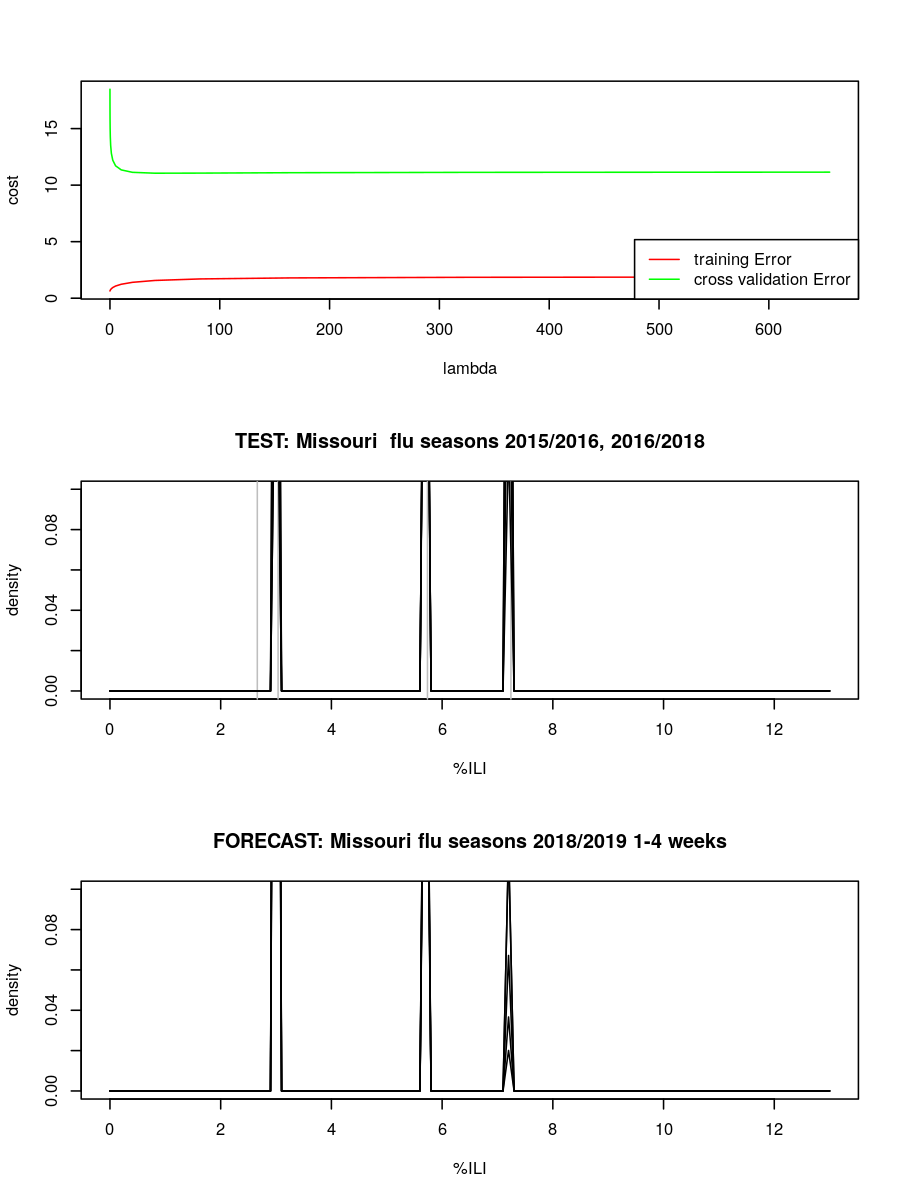 15
10
5
0
cost
training Error
cross validation Error
0 100 200 300 400 500 600
lambda
TEST: Missouri  flu seasons 2015/2016, 2016/2018
0.08
0.04
0.00
density
0 2 4 6 8 10 12
%ILI
FORECAST: Missouri flu seasons 2018/2019 1-4 weeks
0.08
0.04
0.00
density
0 2 4 6 8 10 12
%ILI